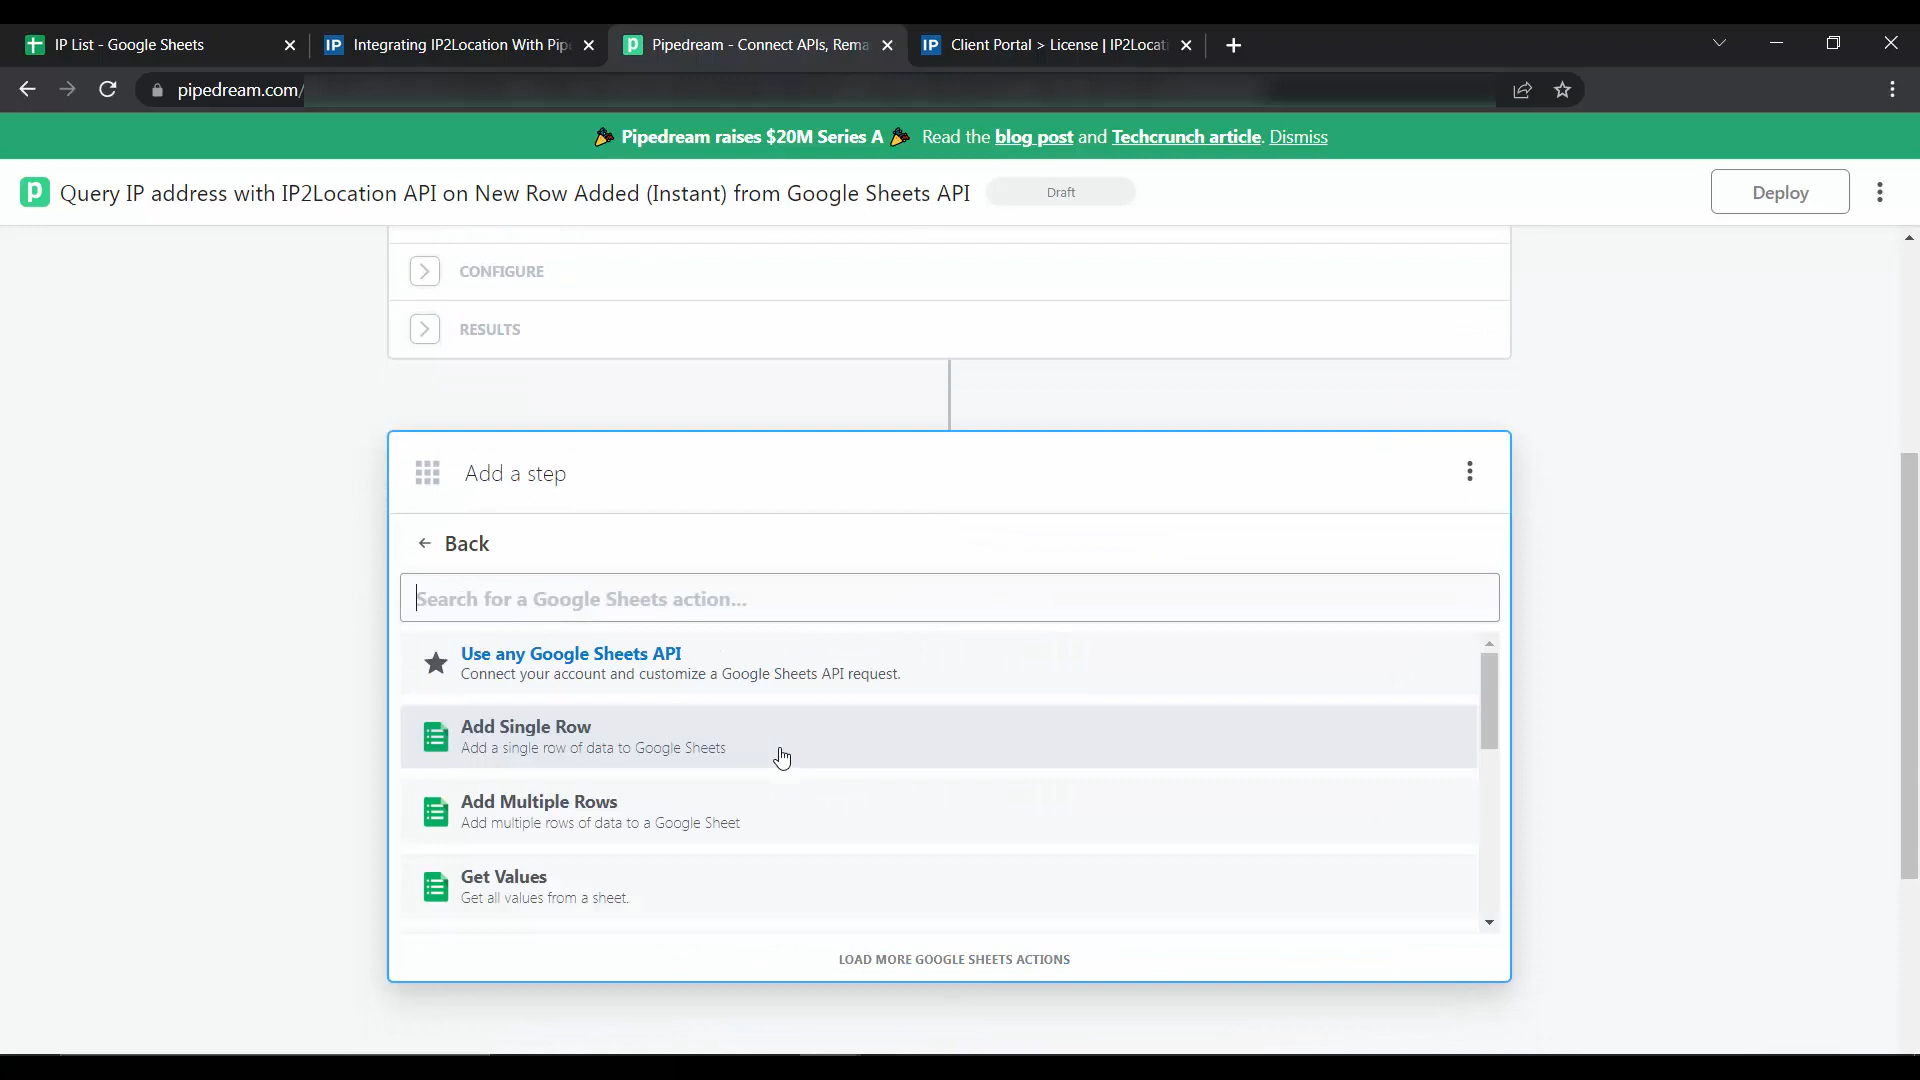 IP List - Google Sheets
IP Integrating IP2Location With Pip
p Pipedream - Connect APIs, Rema
IP Client Portal > License | IP2Locati
pipedream.com/
Pipedream raises $20M Series A Read the blog post and Techcrunch article. Dismiss
p Query IP address with IP2Location API on New Row Added (Instant) from Google Sheets API Draft Deploy
CONFIGURE
RESULTS
Add a step
← Back
Search for a Google Sheets action...
Use any Google Sheets API
Connect your account and customize a Google Sheets API request.
Add Single Row
Add a single row of data to Google Sheets
Add Multiple Rows
Add multiple rows of data to a Google Sheet
Get Values
Get all values from a sheet.
LOAD MORE GOOGLE SHEETS ACTIONS